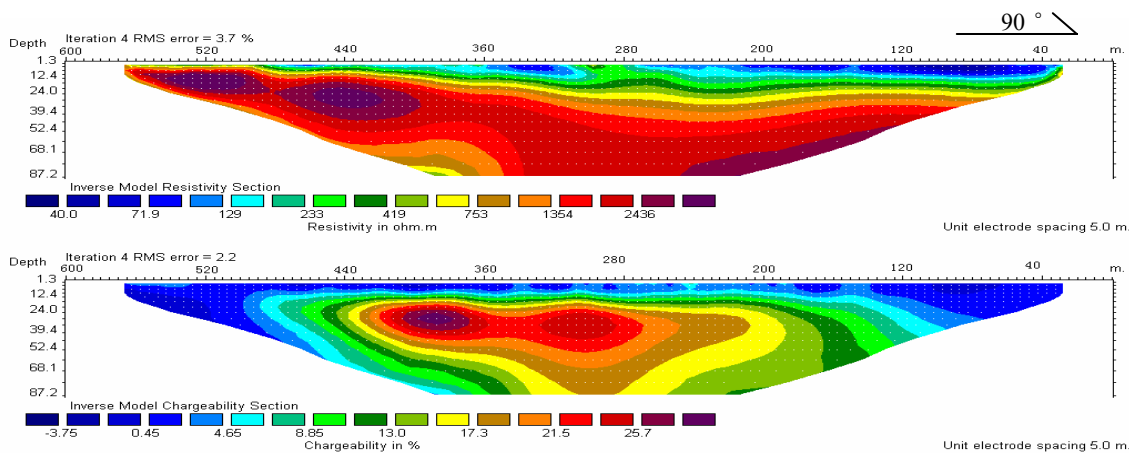 90 °
Depth Iteration 4 RMS error = 3.7 %
600 520 440 360 280 200 120 40 m.
1.3
12.4
24.0
39.4
52.4
68.1
87.2
Inverse Model Resistivity Section
40.0 71.9 129 233 419 753 1354 2436
Resistivity in ohm.m Unit electrode spacing 5.0 m.
Depth Iteration 4 RMS error = 2.2
600 520 440 360 280 200 120 40 m.
1.3
12.4
24.0
39.4
52.4
68.1
87.2
Inverse Model Chargeability Section
-3.75 0.45 4.65 8.85 13.0 17.3 21.5 25.7
Chargeability in % Unit electrode spacing 5.0 m.